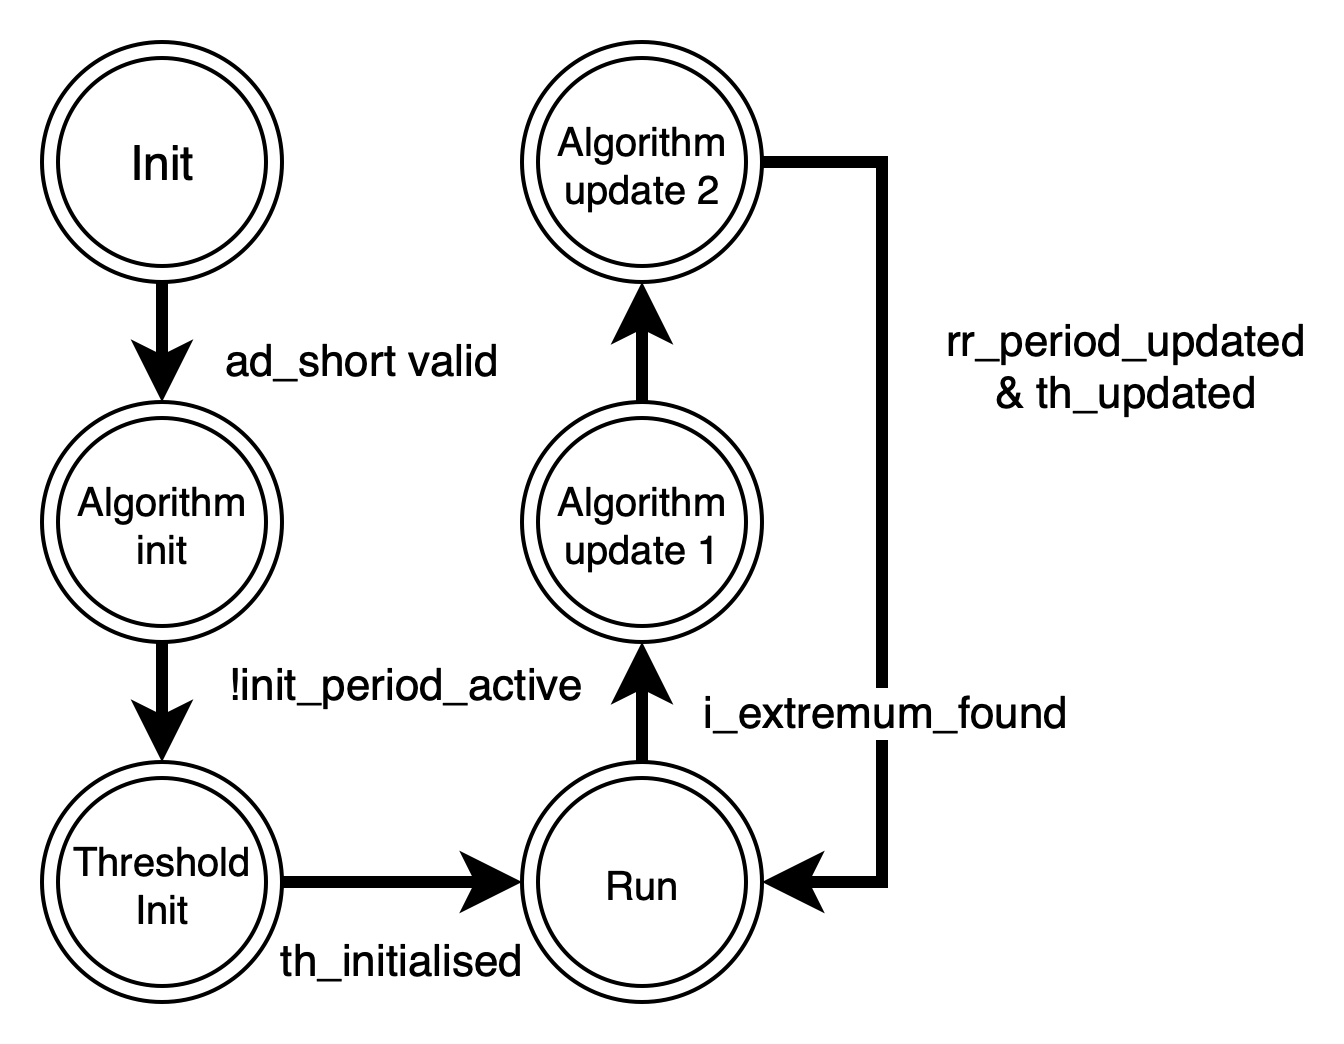 Init
Algorithm
update 2
ad_short valid
rr_period_updated
& th_updated
Algorithm
init
Algorithm
update 1
!init_period_active
i_extremum_found
Threshold
Init
Run
th_initialised